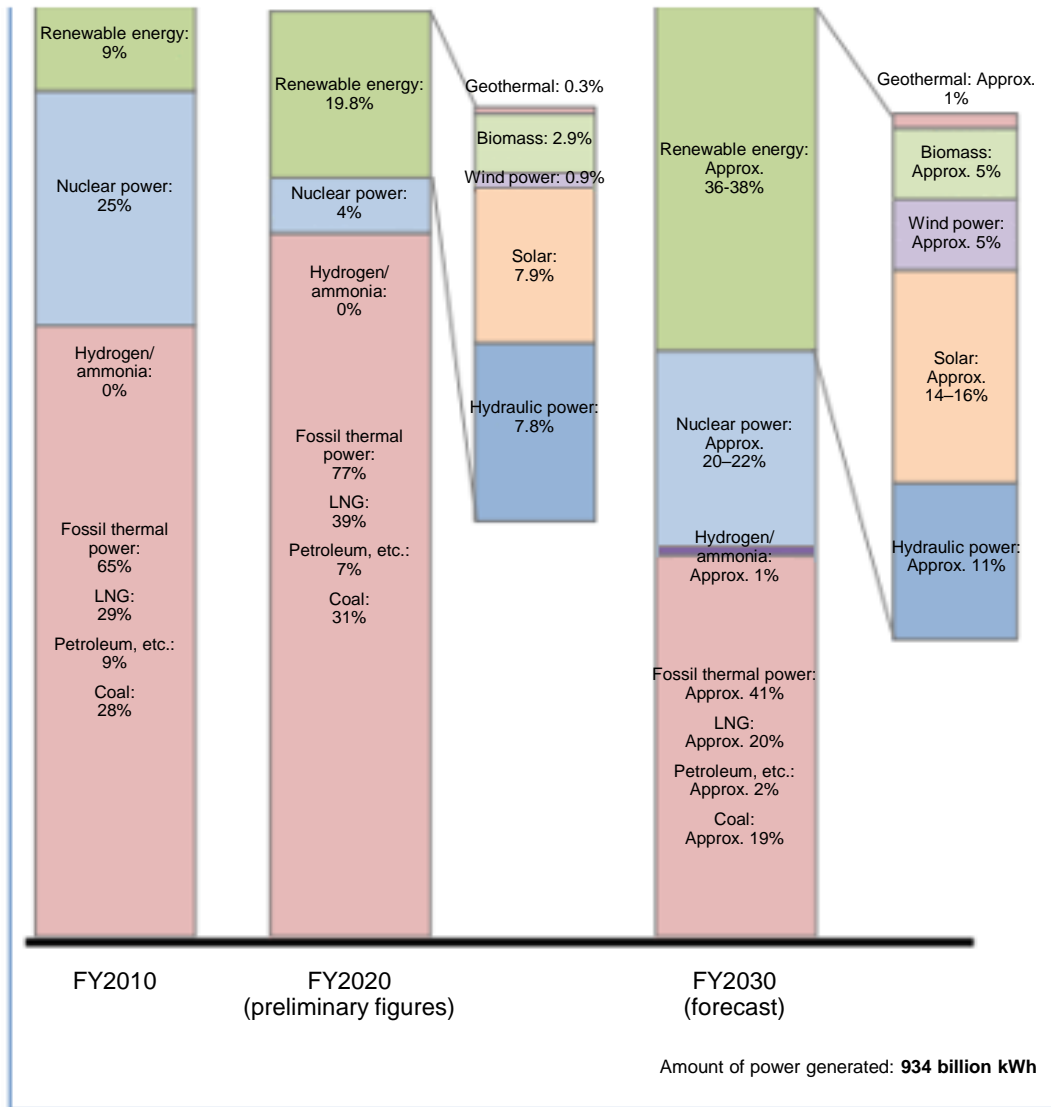 Renewable energy:
9%
Nuclear power:
25%
Hydrogen/
ammonia:
0%
Fossil thermal
power:
65%
LNG:
29%
Petroleum, etc.:
9%
Coal:
28%
FY2010
Renewable energy:
19.8%
Nuclear power:
4%
Hydrogen/
ammonia:
0%
Fossil thermal
power:
77%
LNG:
39%
Petroleum, etc.:
7%
Coal:
31%
FY2020
(preliminary figures)
Geothermal: 0.3%
Biomass: 2.9%
Wind power: 0.9%
Solar:
7.9%
Hydraulic power:
7.8%
Renewable energy:
Approx.
36-38%
Nuclear power:
Approx.
20–22%
Hydrogen/
ammonia:
Approx. 1%
Fossil thermal power:
Approx. 41%
LNG:
Approx. 20%
Petroleum, etc.:
Approx. 2%
Coal:
Approx. 19%
FY2030
(forecast)
Geothermal: Approx.
1%
Biomass:
Approx. 5%
Wind power:
Approx. 5%
Solar:
Approx.
14–16%
Hydraulic power:
Approx. 11%
Amount of power generated: 934 billion kWh